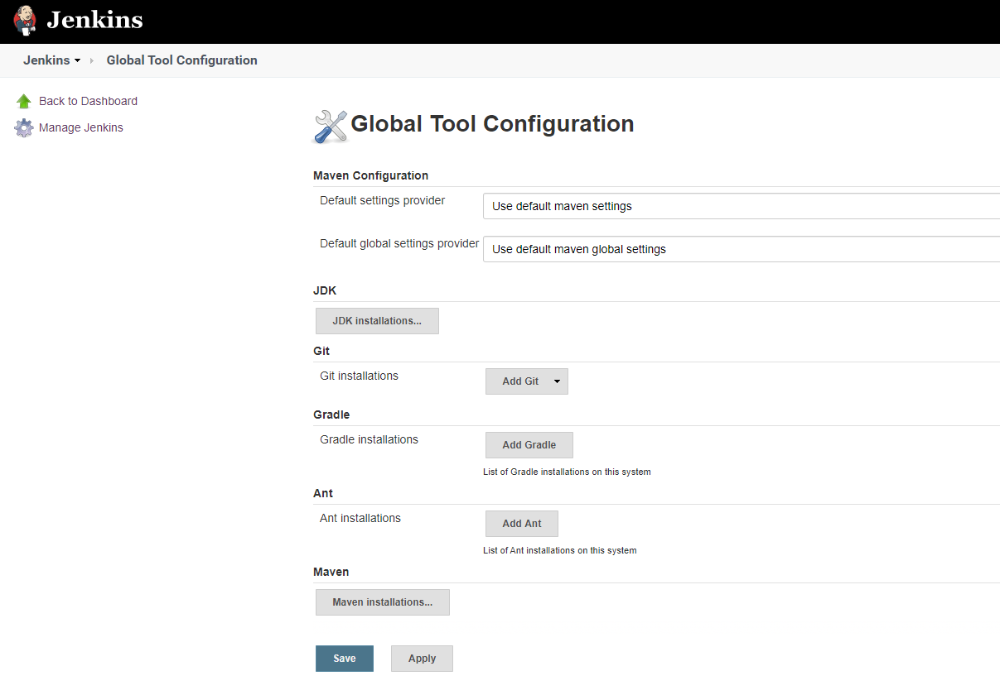 Jenkins
Jenkins Global Tool Configuration
Back to Dashboard
Manage Jenkins
Global Tool Configuration
Maven Configuration
Default settings provider Use default maven settings
Default global settings provider Use default maven global settings
JDK
JDK installations...
Git
Git installations Add Git
Gradle
Gradle installations Add Gradle
List of Gradle installations on this system
Ant
Ant installations Add Ant
List of Ant installations on this system
Maven
Maven installations...
Save Apply